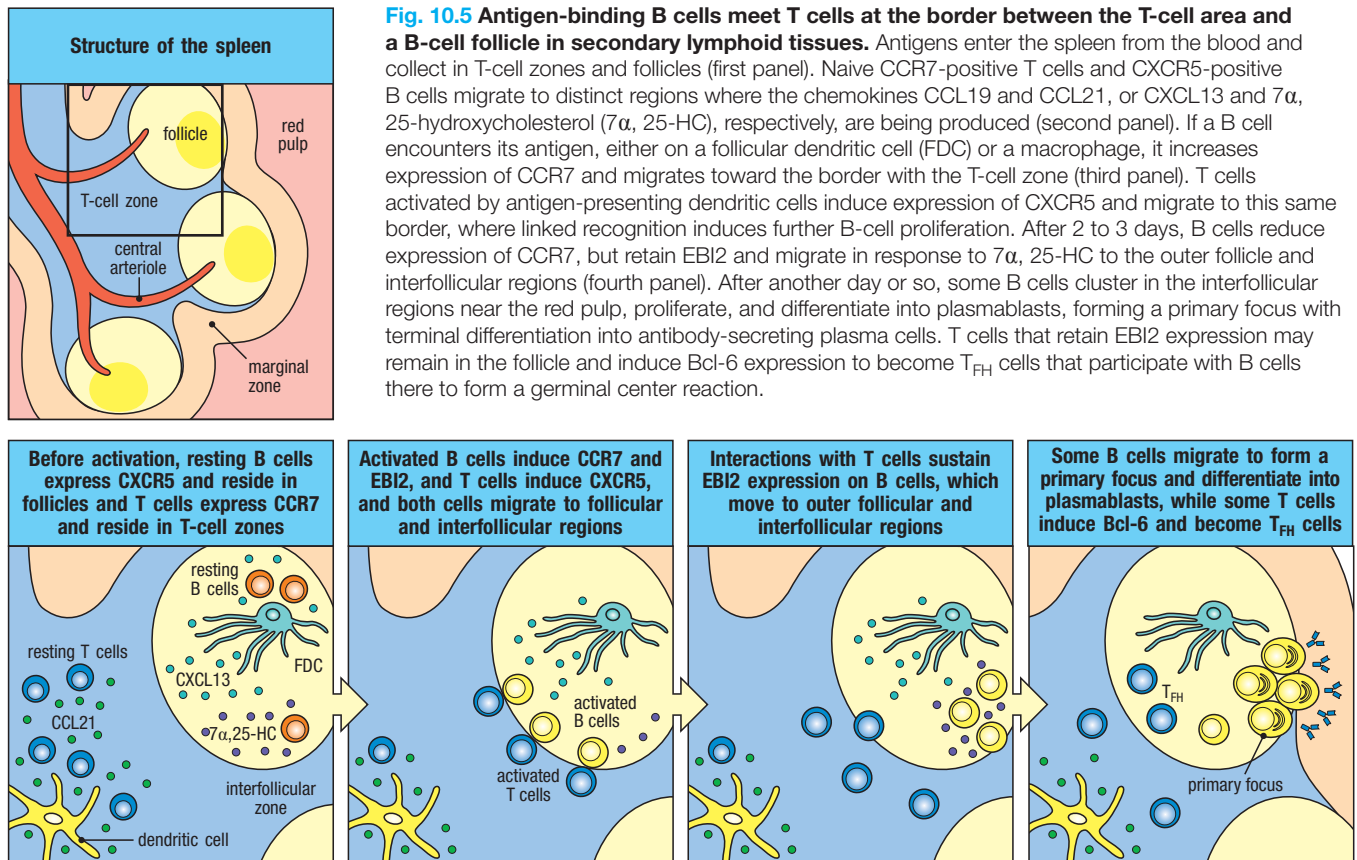 Structure of the spleen
follicle
red
pulp
T-cell zone
central
arteriole
marginal
zone
Fig. 10.5 Antigen-binding B cells meet T cells at the border between the T-cell area and
a B-cell follicle in secondary lymphoid tissues. Antigens enter the spleen from the blood and
collect in T-cell zones and follicles (first panel). Naive CCR7-positive T cells and CXCR5-positive
B cells migrate to distinct regions where the chemokines CCL19 and CCL21, or CXCL13 and 7α,
25-hydroxycholesterol (7α, 25-HC), respectively, are being produced (second panel). If a B cell
encounters its antigen, either on a follicular dendritic cell (FDC) or a macrophage, it increases
expression of CCR7 and migrates toward the border with the T-cell zone (third panel). T cells
activated by antigen-presenting dendritic cells induce expression of CXCR5 and migrate to this same
border, where linked recognition induces further B-cell proliferation. After 2 to 3 days, B cells reduce
expression of CCR7, but retain EBI2 and migrate in response to 7α, 25-HC to the outer follicle and
interfollicular regions (fourth panel). After another day or so, some B cells cluster in the interfollicular
regions near the red pulp, proliferate, and differentiate into plasmablasts, forming a primary focus with
terminal differentiation into antibody-secreting plasma cells. T cells that retain EBI2 expression may
remain in the follicle and induce Bcl-6 expression to become TFH cells that participate with B cells
there to form a germinal center reaction.
Before activation, resting B cells
express CXCR5 and reside in
follicles and T cells express CCR7
and reside in T-cell zones
resting
B cells
FDC
resting T cells
CXCL13
CCL21
7α,25-HC
interfollicular
zone
dendritic cell
Activated B cells induce CCR7 and
EBI2, and T cells induce CXCR5,
and both cells migrate to follicular
and interfollicular regions
activated
B cells
activated
T cells
Interactions with T cells sustain
EBI2 expression on B cells, which
move to outer follicular and
interfollicular regions
Some B cells migrate to form a
primary focus and differentiate into
plasmablasts, while some T cells
induce Bcl-6 and become TFH cells
TFH
primary focus